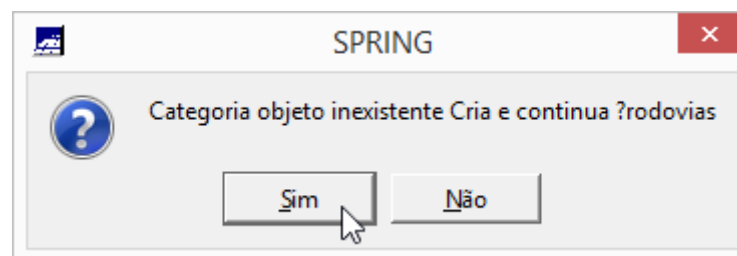 SPRING
Categoria objeto inexistente Cria e continua ?rodovias
Sim Não